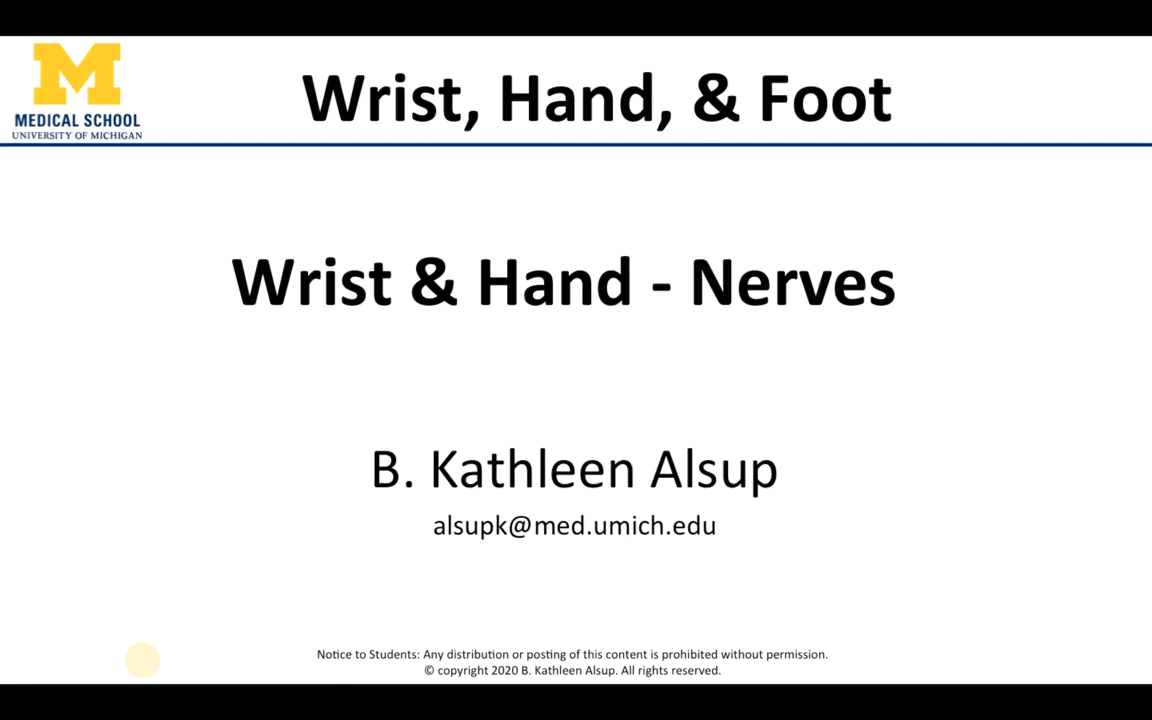 M
MEDICAL SCHOOL
UNIVERSITY OF MICHIGAN
Wrist, Hand, & Foot
Wrist & Hand - Nerves
B. Kathleen Alsup
alsupk@med.umich.edu
Notice to Students: Any distribution or posting of this content is prohibited without permission.
© copyright 2020 B. Kathleen Alsup. All rights reserved.